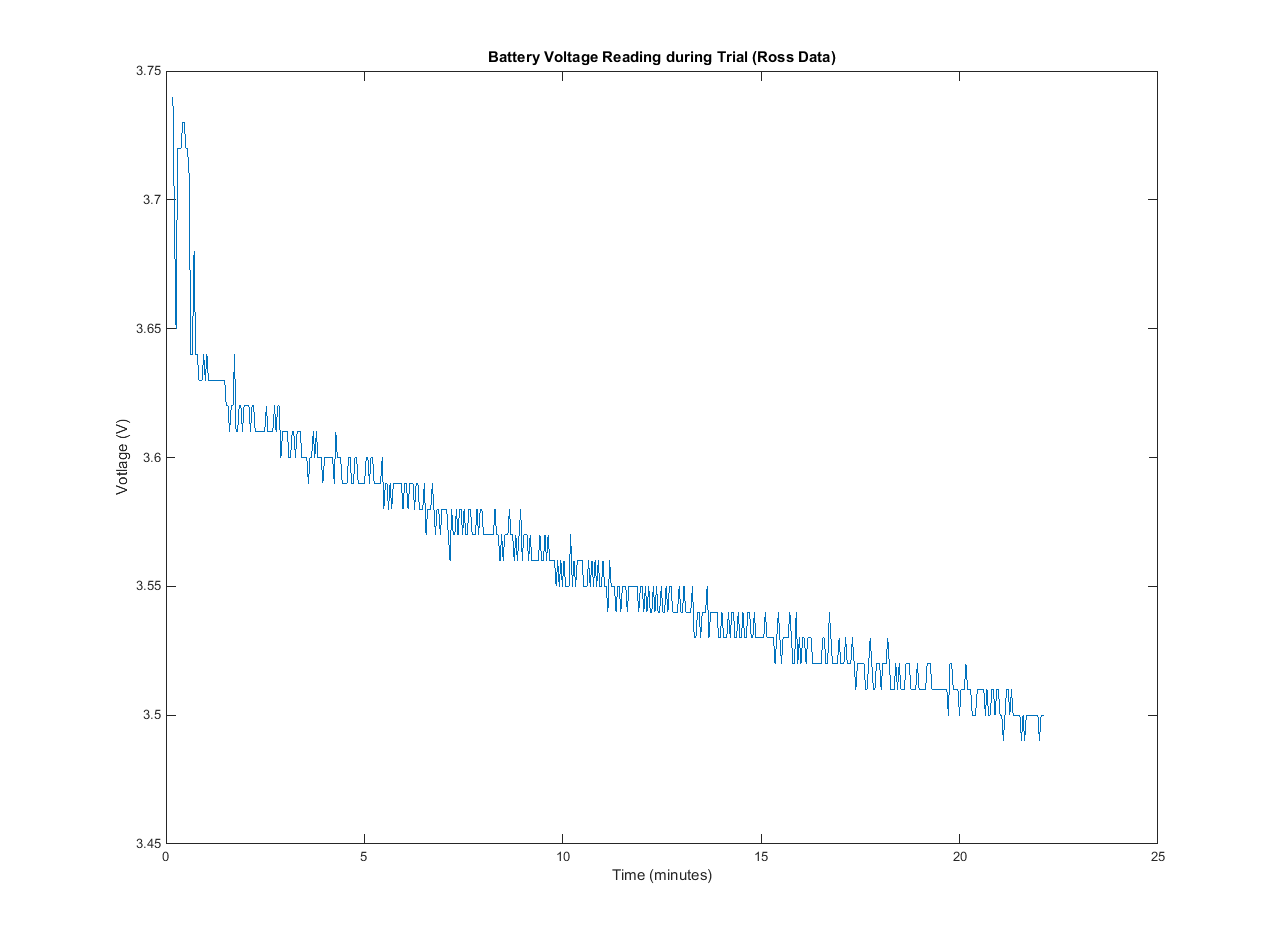 Battery Voltage Reading during Trial (Ross Data)
3.75
3.7
3.65
3.6
3.55
3.5
3.45
Votlage (V)
0 5 10 15 20 25
Time (minutes)